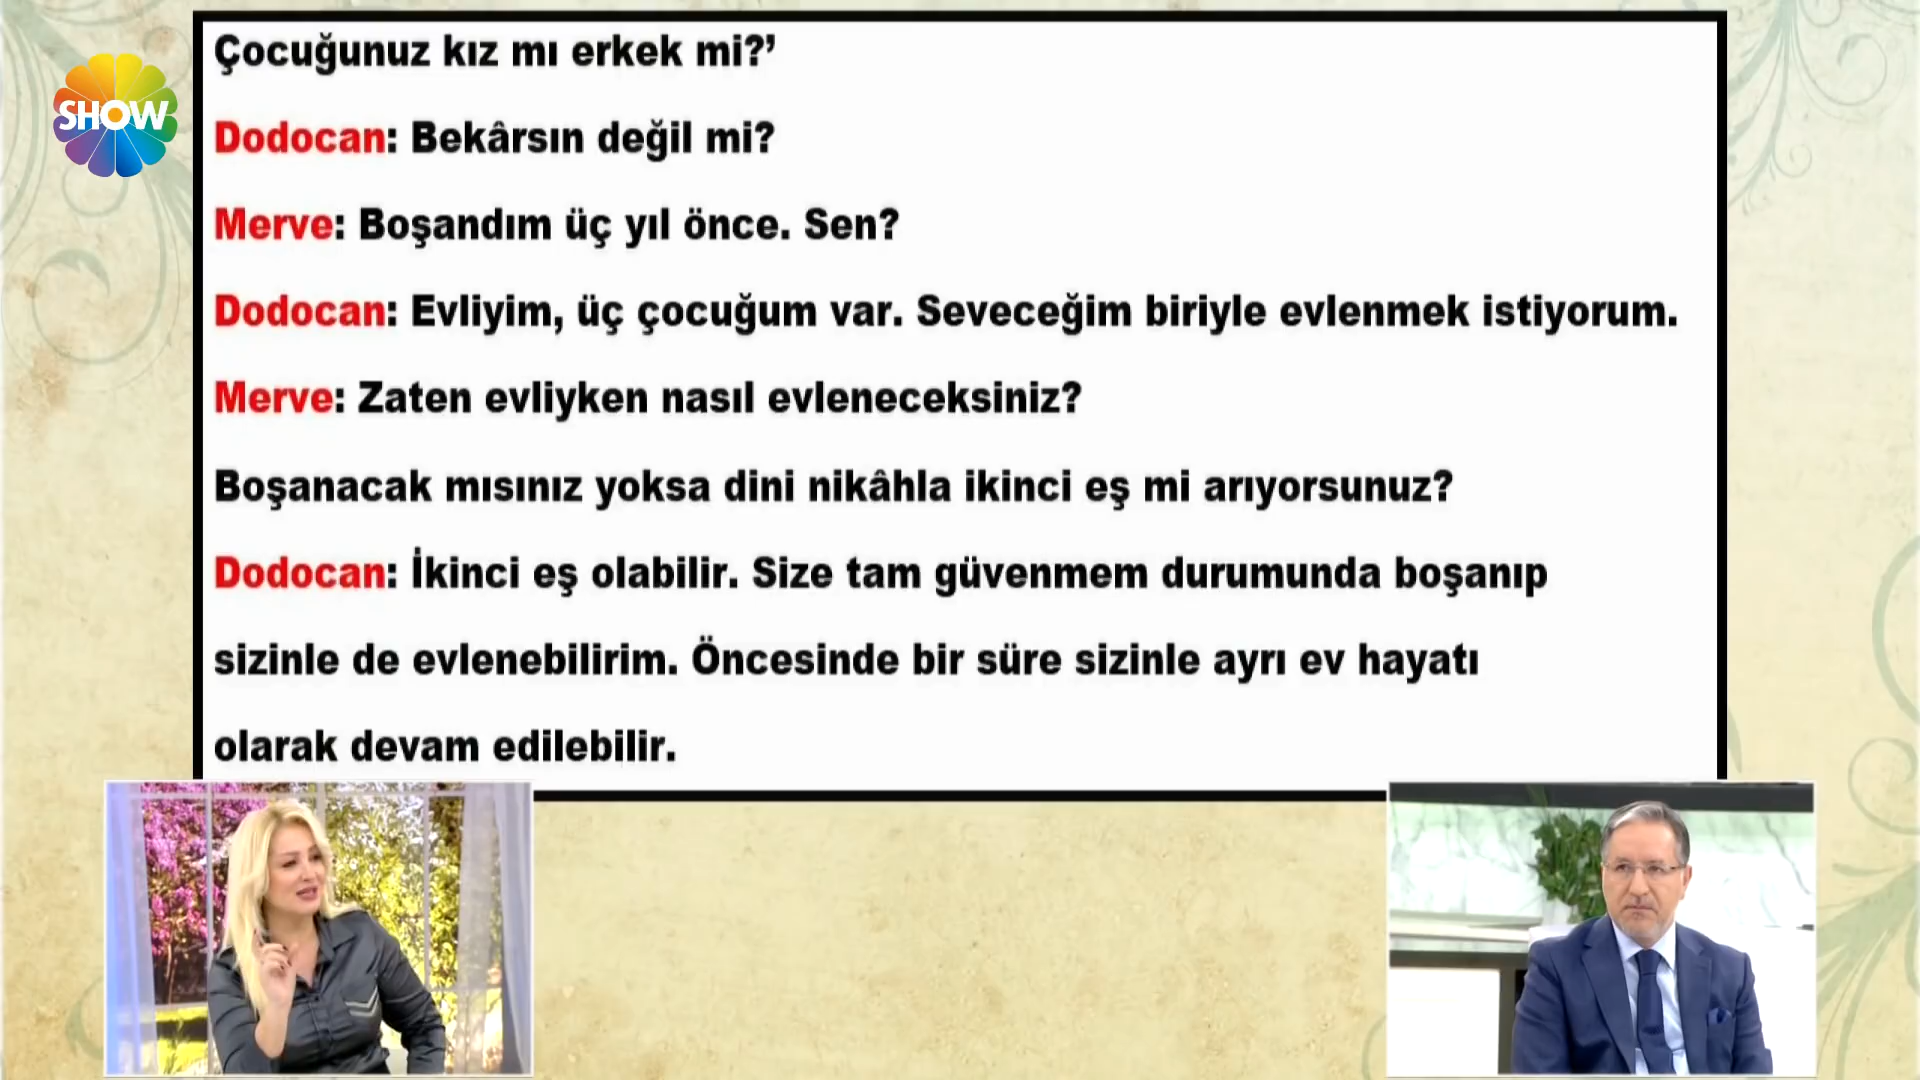 SHOW
Çocuğunuz kız mı erkek mi?’
Dodocan: Bekârsın değil mi?
Merve: Boşandım üç yıl önce. Sen?
Dodocan: Evliyim, üç çocuğum var. Seveceğim biriyle evlenmek istiyorum.
Merve: Zaten evliyken nasıl evleneceksiniz?
Boşanacak mısınız yoksa dini nikâhla ikinci eş mi arıyorsunuz?
Dodocan: İkinci eş olabilir. Size tam güvenmem durumunda boşanıp
sizinle de evlenebilirim. Öncesinde bir süre sizinle ayrı ev hayatı
olarak devam edilebilir.